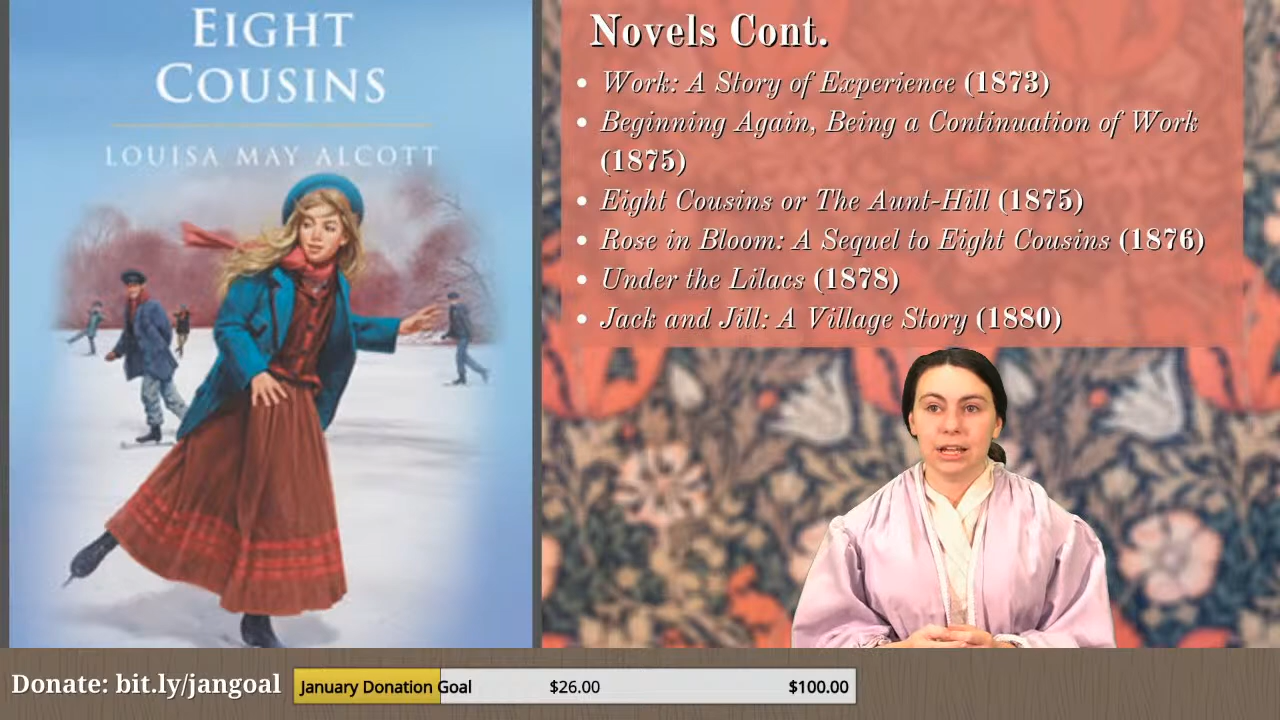 EIGHT
COUSINS
LOUISA MAY ALCOTT
Novels Cont.
• Work: A Story of Experience (1873)
• Beginning Again, Being a Continuation of Work
(1875)
• Eight Cousins or The Aunt-Hill (1875)
• Rose in Bloom: A Sequel to Eight Cousins (1876)
• Under the Lilacs (1878)
• Jack and Jill: A Village Story (1880)
Donate: bit.ly/jangoal
January Donation Goal $26.00 $100.00